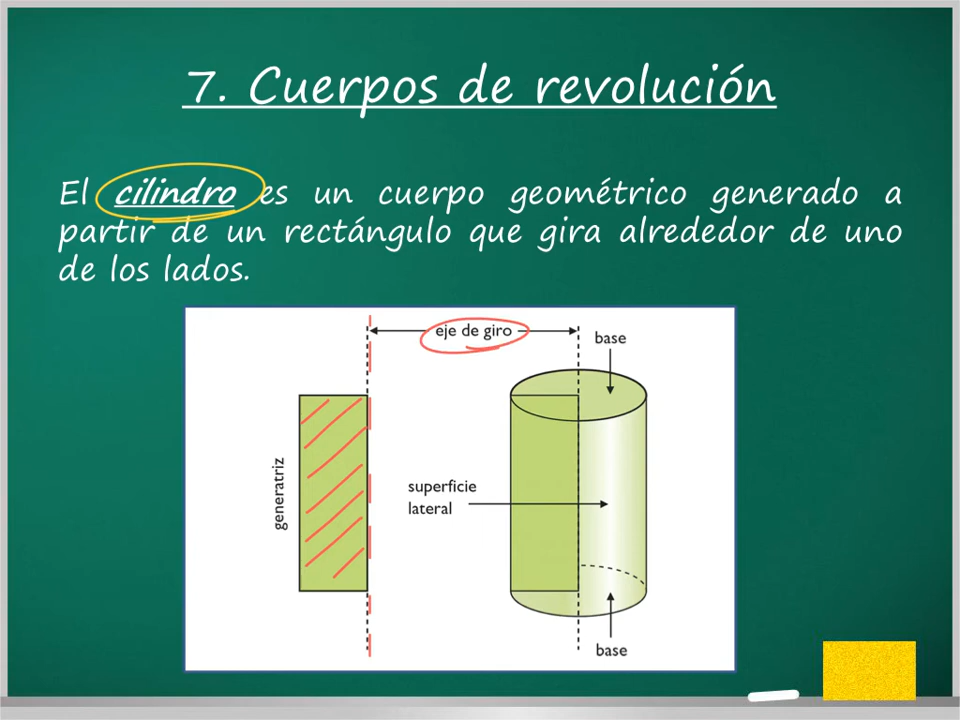 7. Cuerpos de revolución
El cilindro es un cuerpo geométrico generado a
partir de un rectángulo que gira alrededor de uno
de los lados.
eje de giro
base
generatriz
superficie
lateral
base